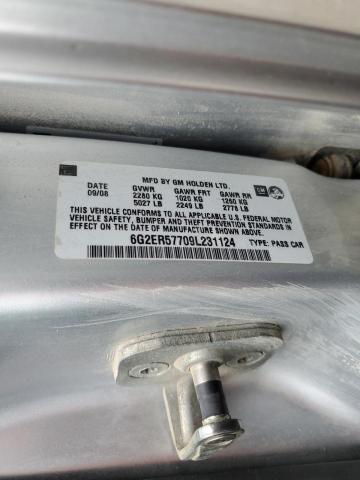 MFD BY GM HOLDEN LTD.
DATE GVWR GAWR FRT GAWR RR
09/08 2280 KG 1020 KG 1260 KG
5027 LB 2249 LB 2778 LB
THIS VEHICLE CONFORMS TO ALL APPLICABLE U.S. FEDERAL MOTOR
VEHICLE SAFETY, BUMPER AND THEFT PREVENTION STANDARDS IN
EFFECT ON THE DATE OF MANUFACTURE SHOWN ABOVE.
6G2ER57709L231124 TYPE: PASS CAR